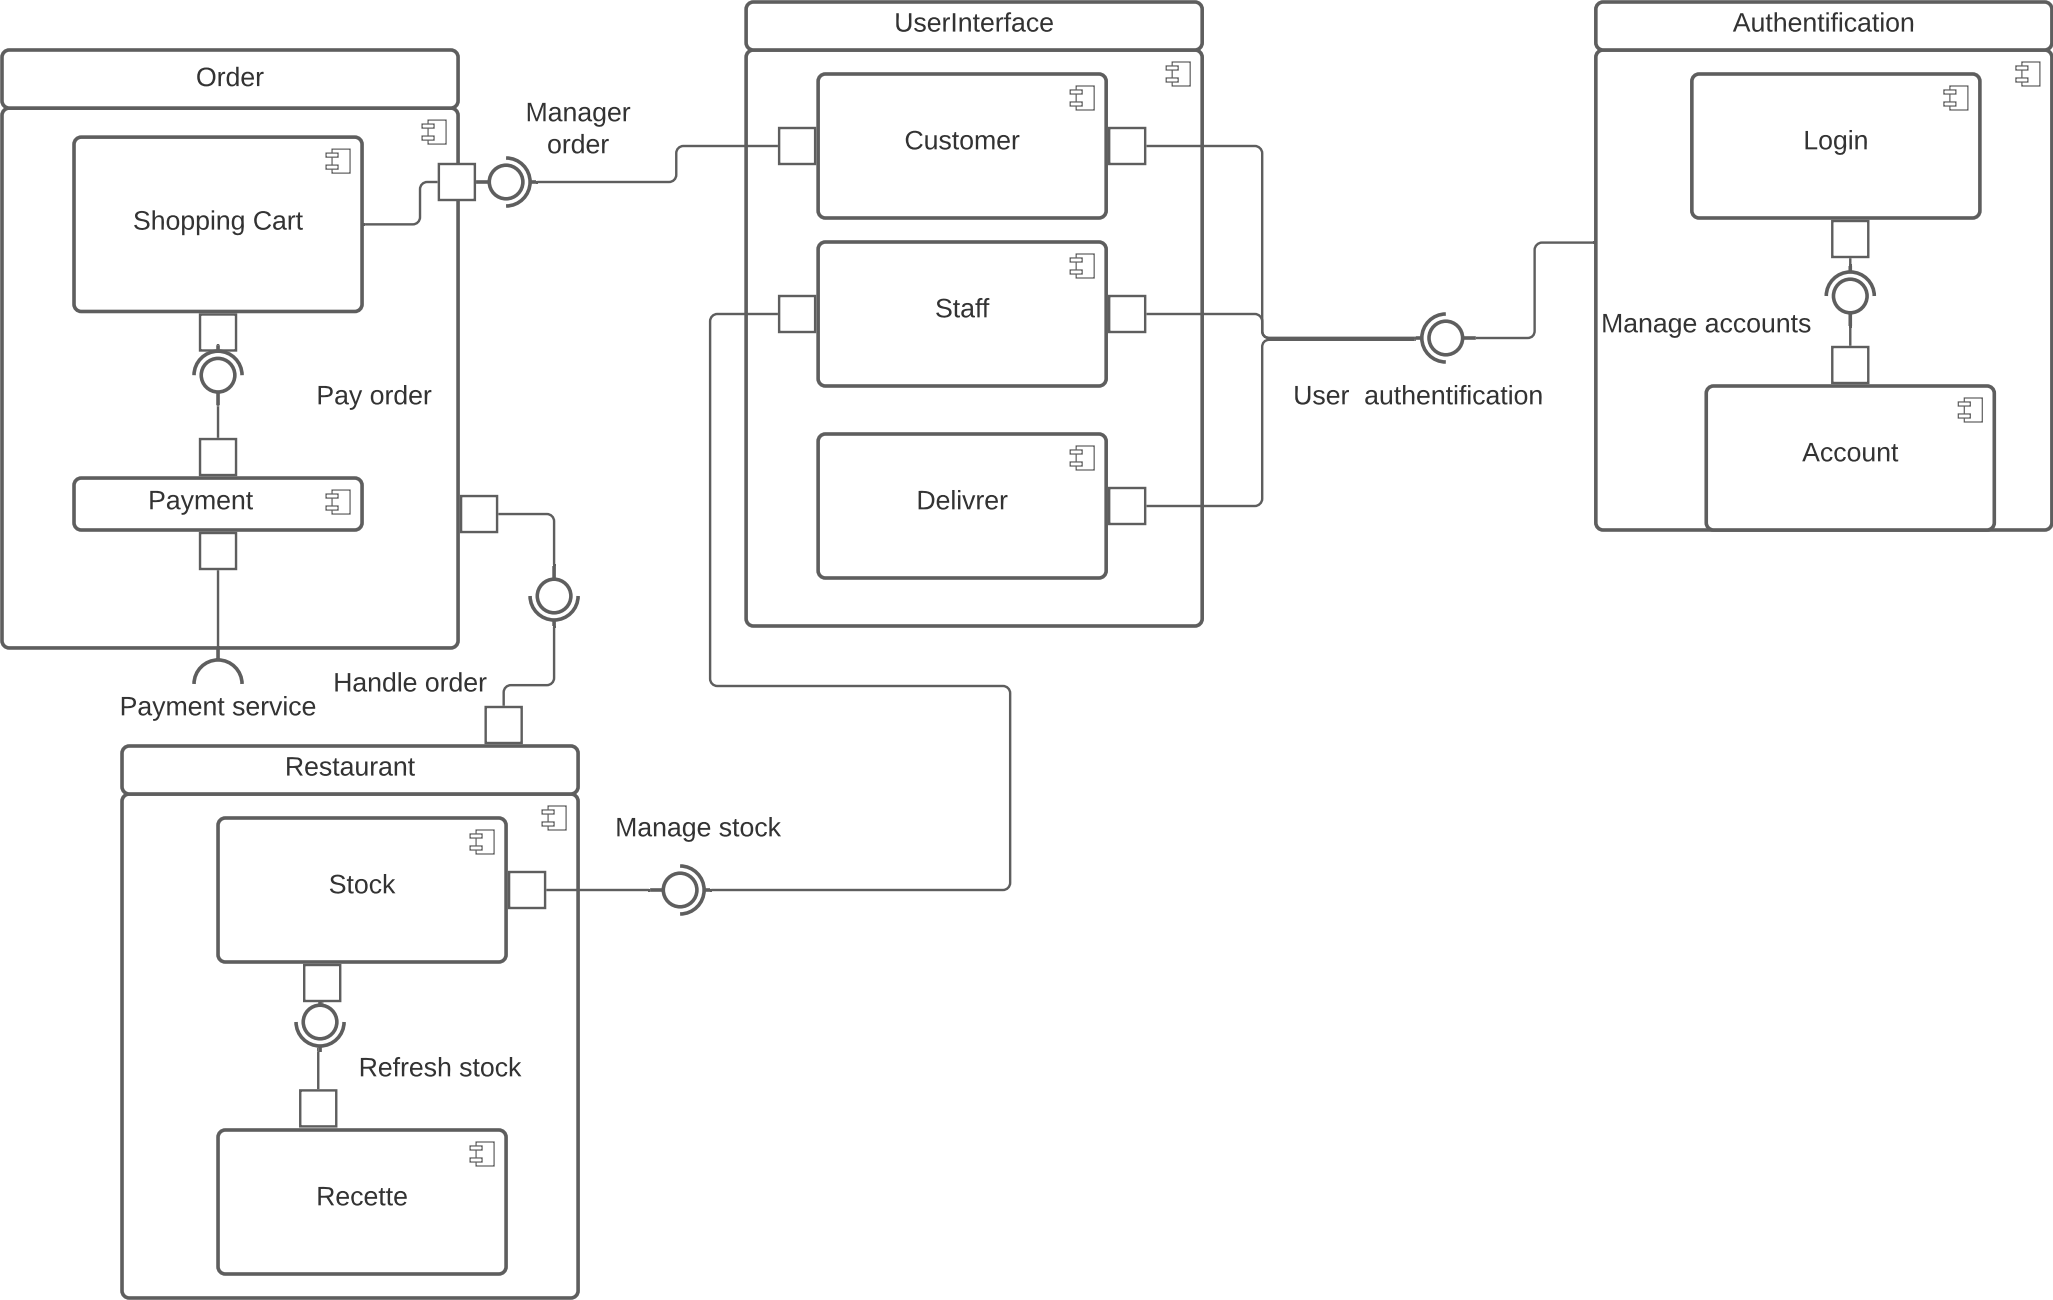 UserInterface
Authentification
Order
Manager
order
Customer
Login
Shopping Cart
Staff
Manage accounts
Pay order
User  authentification
Account
Payment
Delivrer
Handle order
Payment service
Restaurant
Manage stock
Stock
Refresh stock
Recette